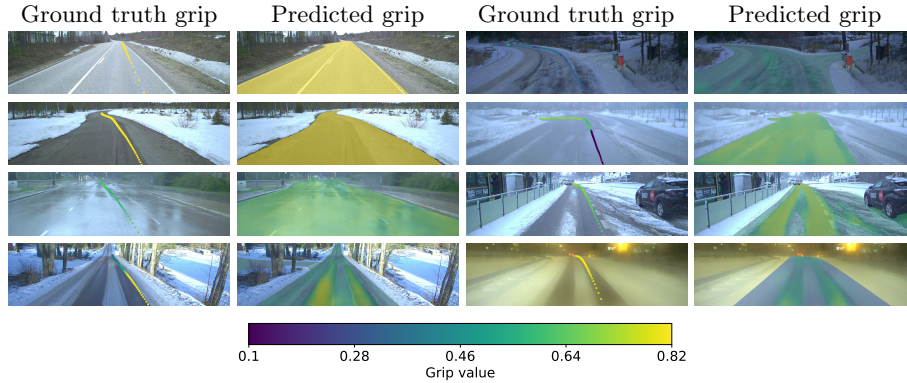 Ground truth grip Predicted grip Ground truth grip Predicted grip
0.1 0.28 0.46 0.64 0.82
Grip value